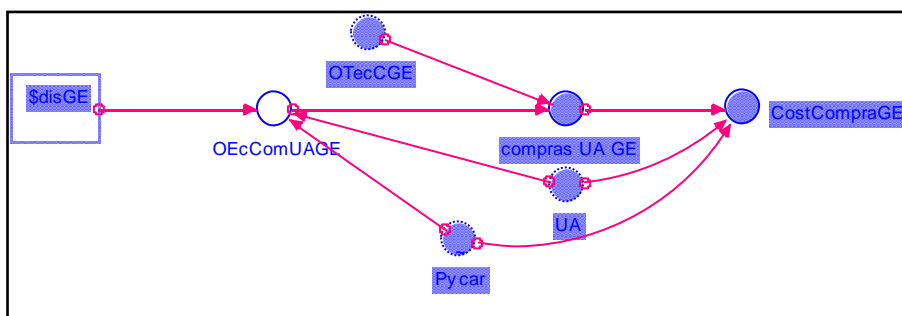 OTecCGE
$disGE
CostCompraGE
OEcComUAGE
compras UA GE
UA
Pycar